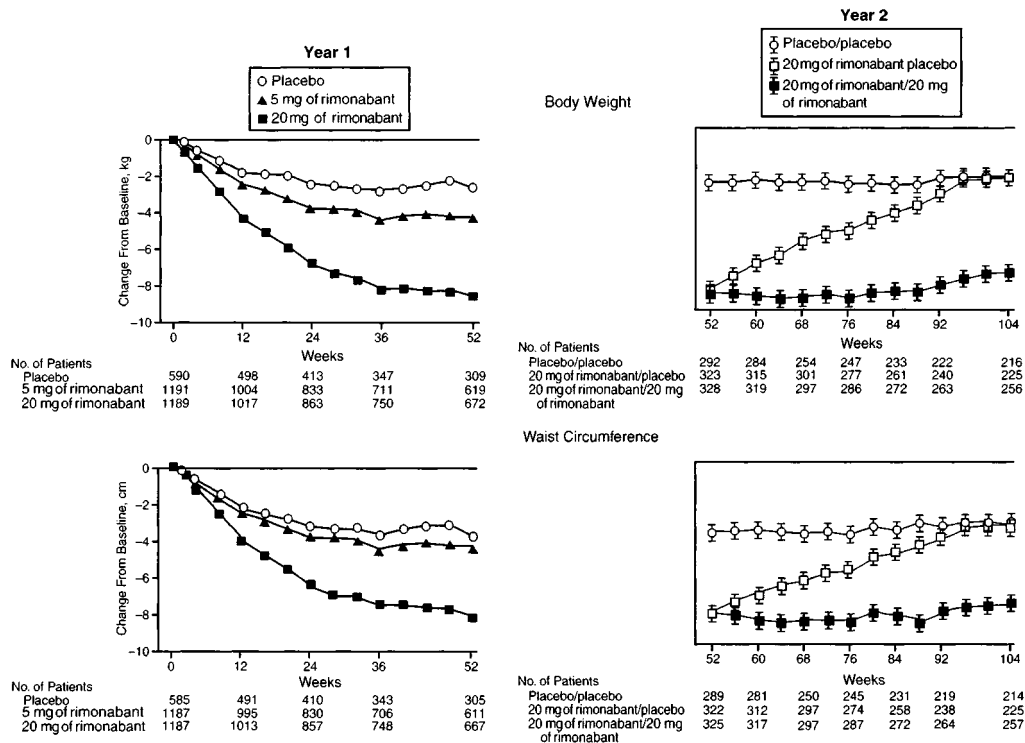 Year 1
Placebo
5 mg of rimonabant
20 mg of rimonabant
Year 2
Placebo/placebo
20 mg of rimonabant placebo
20 mg of rimonabant/20 mg
of rimonabant
Body Weight
Change From Baseline, kg
0
−2
−4
−6
−8
−10
0 12 24 36 52
Weeks
No. of Patients
Placebo 590 498 413 347 309
5 mg of rimonabant 1191 1004 833 711 619
20 mg of rimonabant 1189 1017 863 750 672
52 60 68 76 84 92 104
Weeks
No. of Patients
Placebo/placebo 292 284 254 247 233 222 216
20 mg of rimonabant/placebo 323 315 301 277 261 240 225
20 mg of rimonabant/20 mg 328 319 297 286 272 263 256
of rimonabant
Waist Circumference
Change From Baseline, cm
0
−2
−4
−6
−8
−10
0 12 24 36 52
Weeks
No. of Patients
Placebo 585 491 410 343 305
5 mg of rimonabant 1187 995 830 706 611
20 mg of rimonabant 1187 1013 857 748 667
52 60 68 76 84 92 104
Weeks
No. of Patients
Placebo/placebo 289 281 250 245 231 219 214
20 mg of rimonabant/placebo 322 312 297 274 258 238 225
20 mg of rimonabant/20 mg 325 317 297 287 272 264 257
of rimonabant